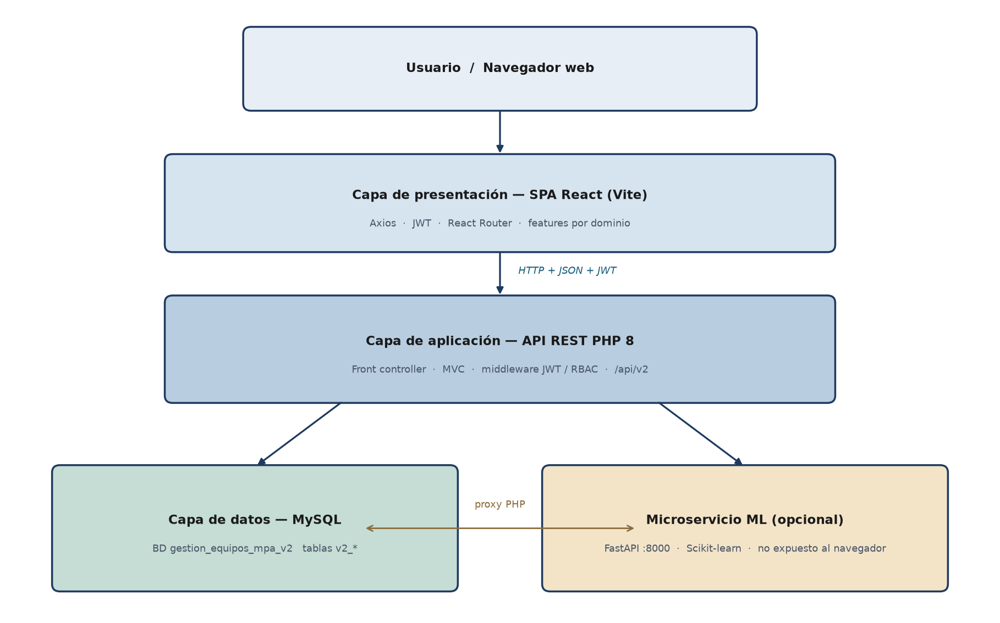 Usuario / Navegador web
Capa de presentación — SPA React (Vite)
Axios · JWT · React Router · features por dominio
HTTP + JSON + JWT
Capa de aplicación — API REST PHP 8
Front controller · MVC · middleware JWT / RBAC · /api/v2
proxy PHP
Capa de datos — MySQL
BD gestion_equipos_mpa_v2 tablas v2_*
Microservicio ML (opcional)
FastAPI :8000 · Scikit-learn · no expuesto al navegador